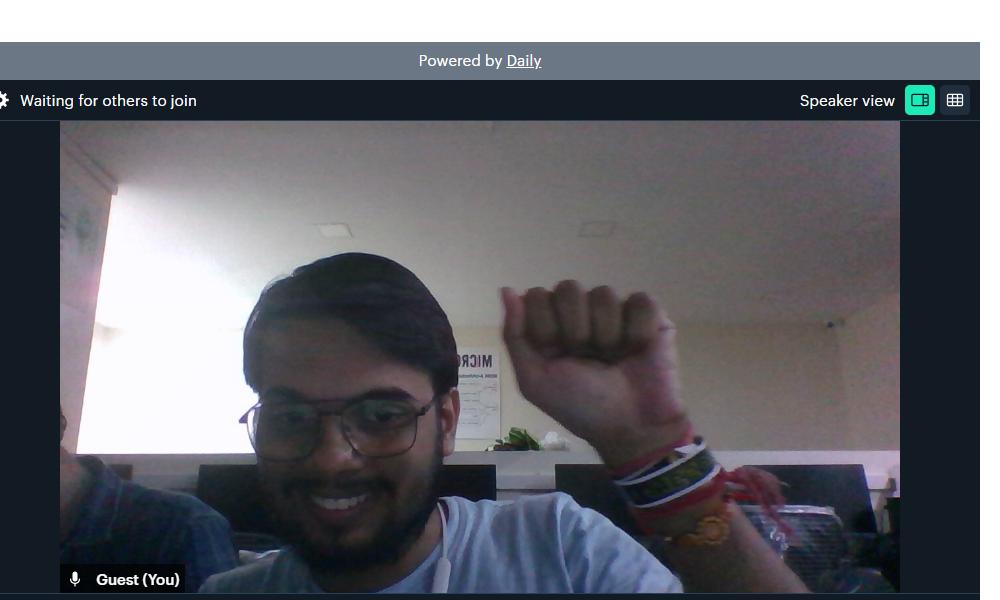 Powered by Daily
Waiting for others to join
Speaker view
MICRO
Guest (You)